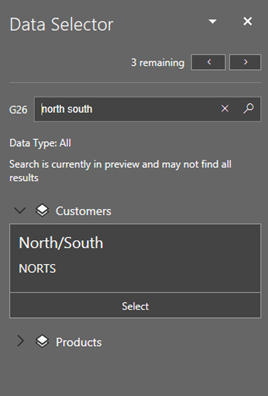 Data Selector
3 remaining
G26 north south
Data Type: All
Search is currently in preview and may not find all
results
Customers
North/South
NORTS
Select
Products